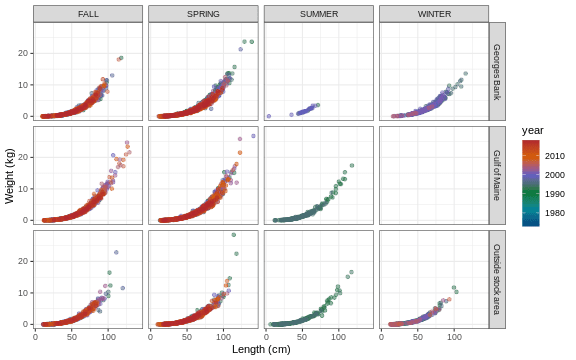 FALL SPRING SUMMER WINTER
20
10
0
Georges Bank
20
10
0
Gulf of Maine
20
10
0
Outside stock area
0 50 100 0 50 100 0 50 100 0 50 100
Length (cm)
Weight (kg)
year
2010
2000
1990
1980